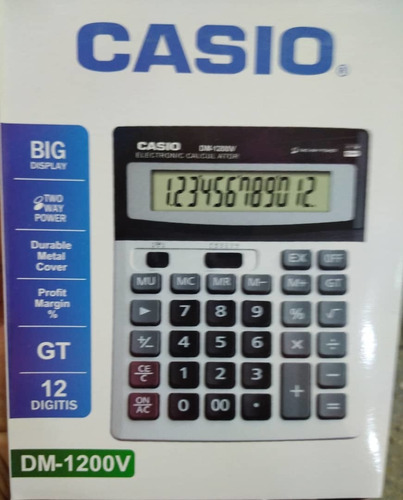 CASIO®
BIG
DISPLAY
TWO
WAY
POWER
Durable
Metal
Cover
Profit
Margin
%
GT
12
DIGITIS
DM-1200V
CASIO DM-1200V
ELECTRONIC CALCULATOR
123456789012.
EX OFF
MU MC MR M− M+ GT
▶ 7 8 9 % √
+/− 4 5 6 × ÷
CE/C 1 2 3 + −
ON/AC 0 00 • =